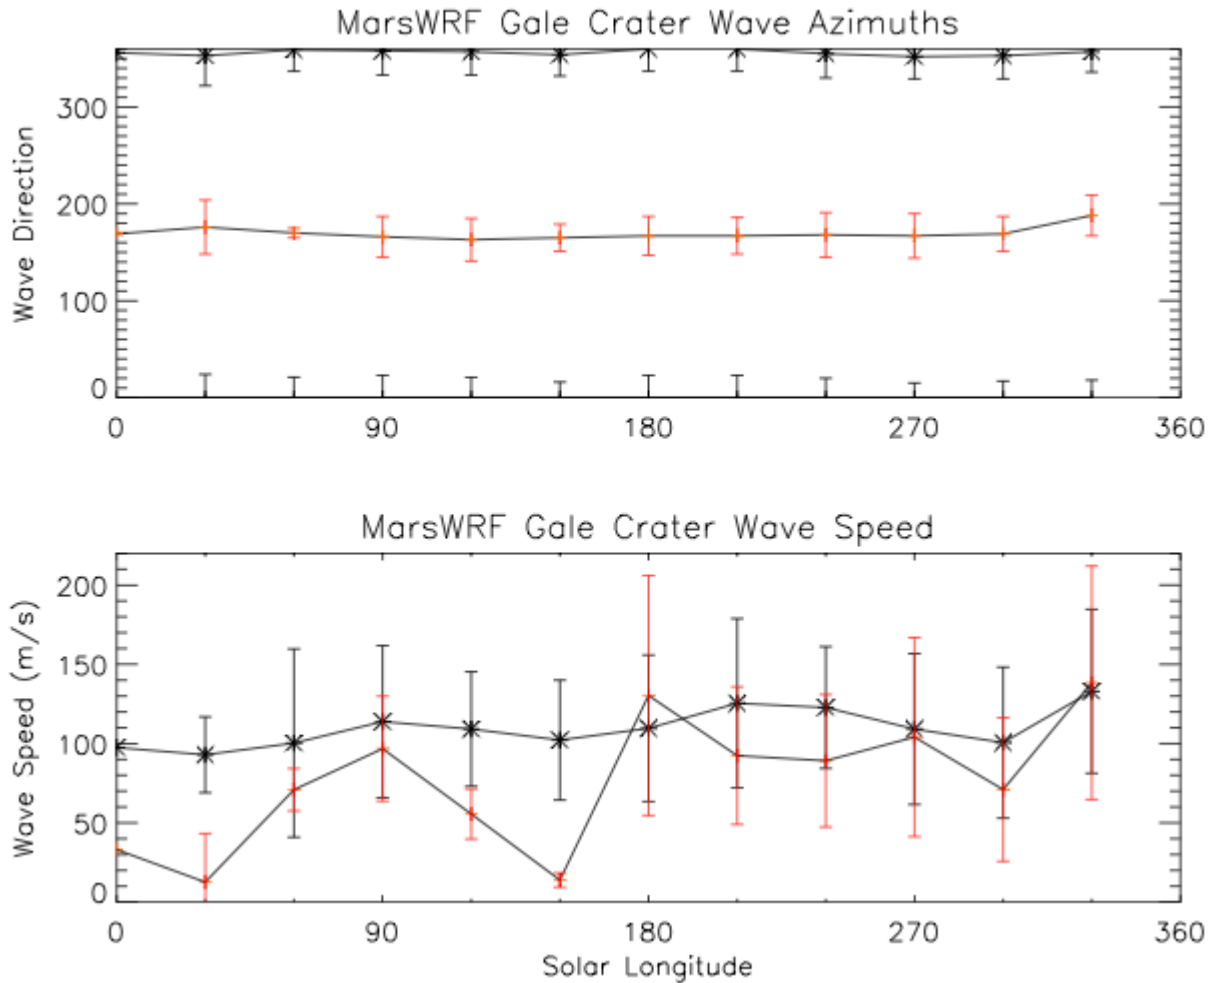 MarsWRF Gale Crater Wave Azimuths
Wave Direction
300
200
100
0
0 90 180 270 360
MarsWRF Gale Crater Wave Speed
Wave Speed (m/s)
200
150
100
50
0
0 90 180 270 360
Solar Longitude